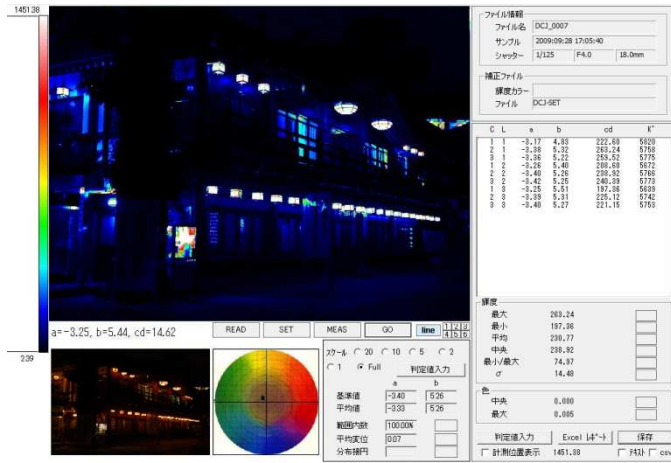 1451.38
2.39
a=-3.25, b=5.44, cd=14.62
READ SET MEAS GO line 1 2 3
4 5 6
スケール 20 10 5 2
1 Full 判定値入力
a b
基準値 -3.40 5.26
平均値 -3.33 5.26
範囲内数 100.00%
平均変位 0.07
分布接円
ファイル情報
ファイル名 DCJ_0007
サンプル 2009:09:28 17:05:40
シャッター 1/125 F4.0 18.0mm
補正ファイル
輝度カラー
ファイル DCJ-SET
C L a b cd K°
1 1 -3.17 4.83 222.60 5820
2 1 -3.38 5.32 263.24 5758
3 1 -3.36 5.22 259.52 5775
1 2 -3.26 5.40 208.60 5672
2 2 -3.40 5.26 238.92 5766
3 2 -3.42 5.25 240.39 5773
1 3 -3.25 5.51 197.36 5639
2 3 -3.39 5.31 225.12 5742
3 3 -3.40 5.27 221.15 5753
輝度
最大 263.24
最小 197.36
平均 230.77
中央 238.92
最小/最大 74.97
σ 14.48
色
中央 0.000
最大 0.085
判定値入力 Excel ﾚﾎﾟｰﾄ 保存
計測位置表示 1451.38 ﾃｷｽﾄ csv